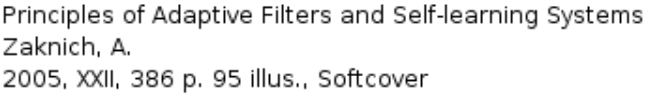 Principles of Adaptive Filters and Self-learning Systems
Zaknich, A.
2005, XXII, 386 p. 95 illus., Softcover